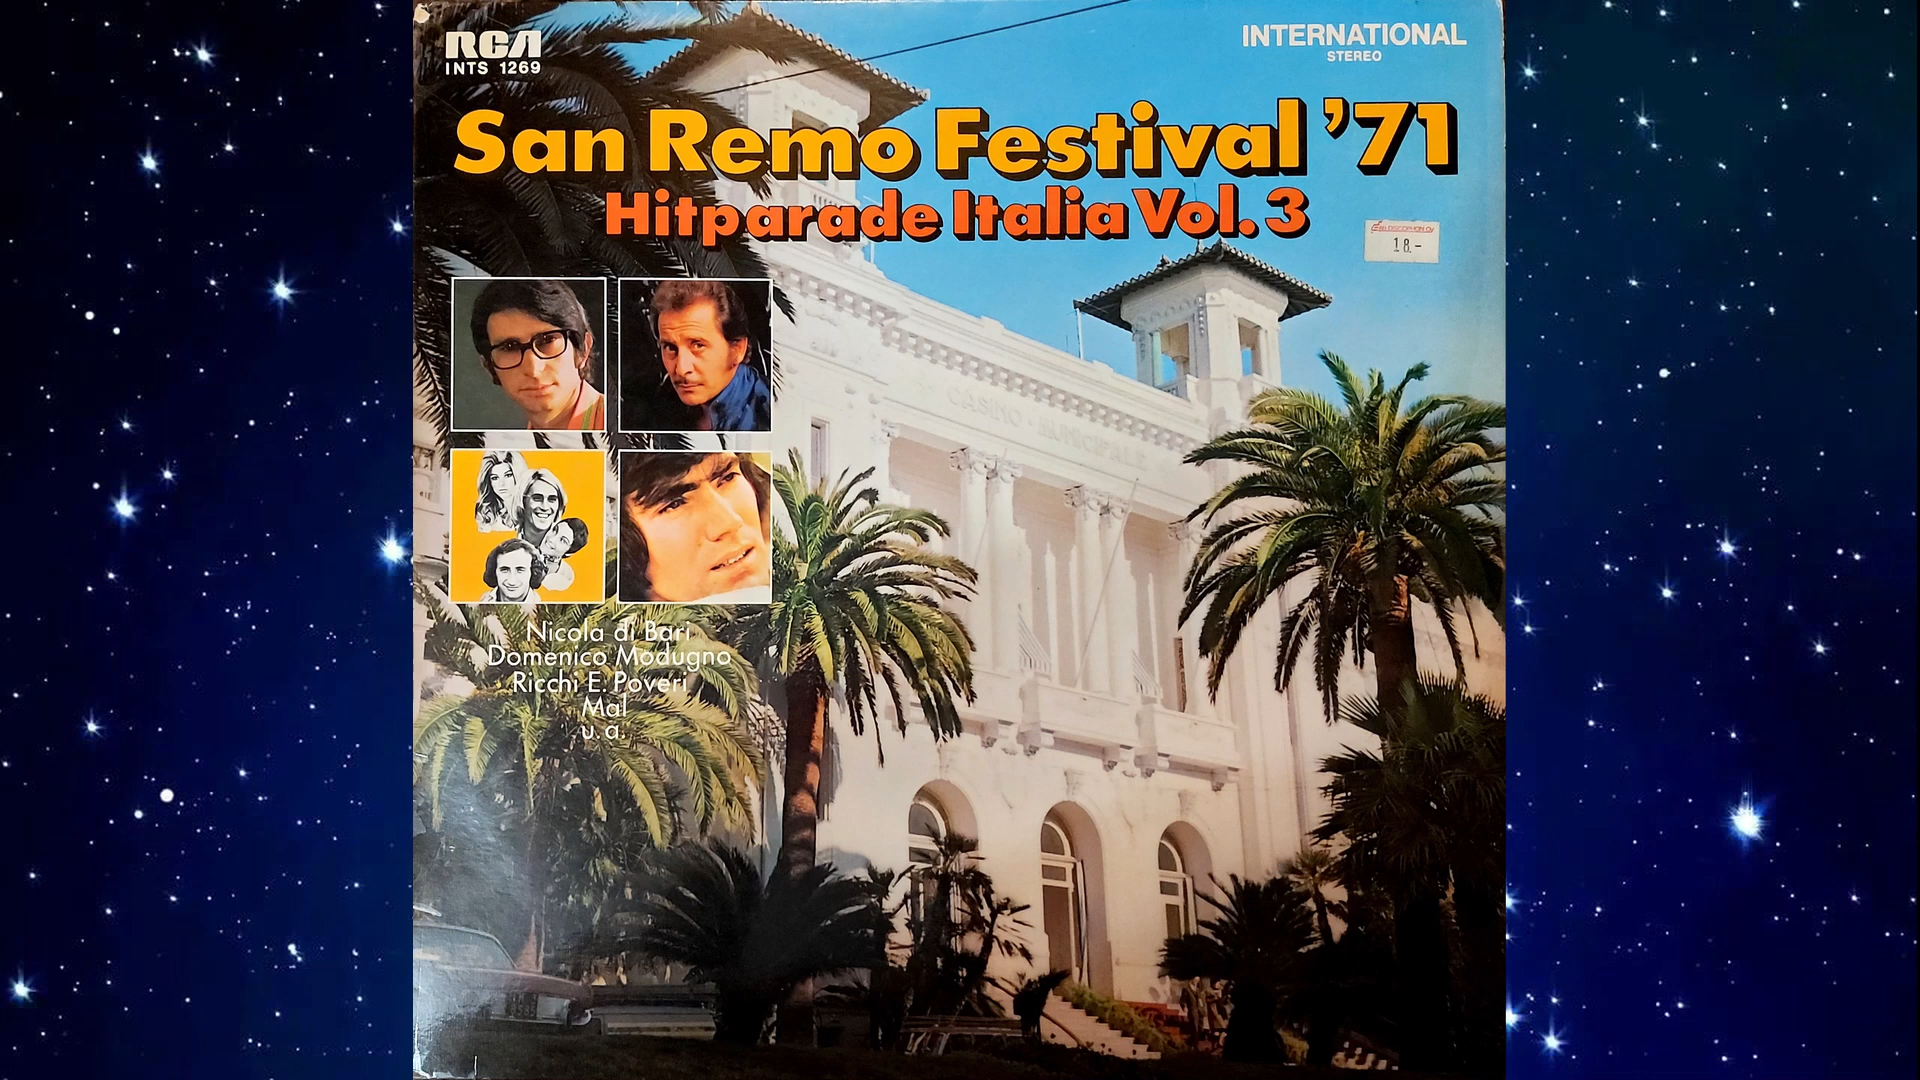 RCA
INTS 1269
INTERNATIONAL
STEREO
San Remo Festival '71
Hitparade Italia Vol. 3
18.-
CASINO · MUNICIPALE
Nicola di Bari
Domenico Modugno
Ricchi E. Poveri
Mal
u. a.